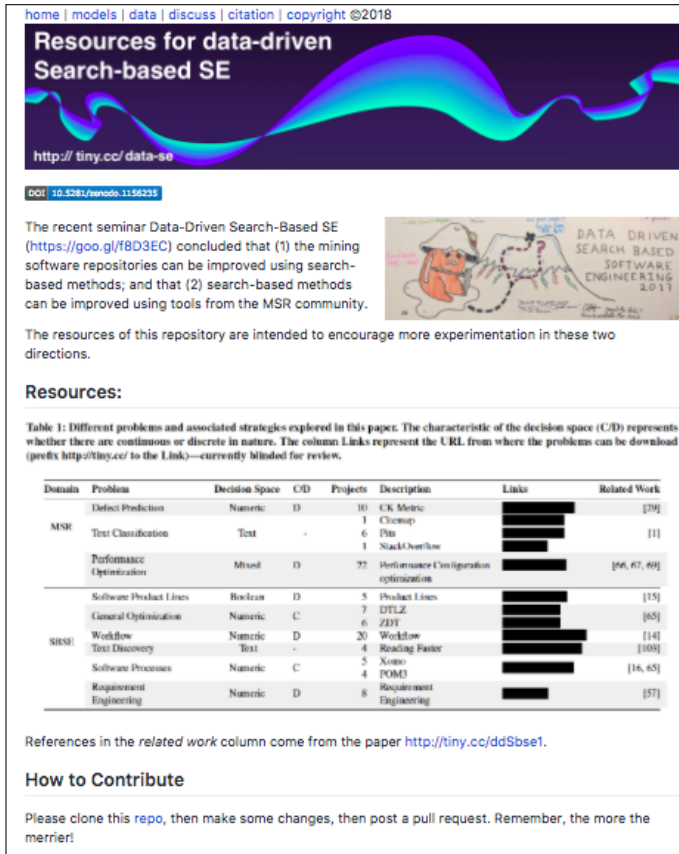 home | models | data | discuss | citation | copyright ©2018
Resources for data-driven
Search-based SE
http:// tiny.cc/ data-se
DOI 10.5281/zenodo.1156235
The recent seminar Data-Driven Search-Based SE
(https://goo.gl/f8D3EC) concluded that (1) the mining
software repositories can be improved using search-
based methods; and that (2) search-based methods
can be improved using tools from the MSR community.
DATA DRIVEN
SEARCH BASED
SOFTWARE
ENGINEERING
2017
The resources of this repository are intended to encourage more experimentation in these two
directions.
Resources:
Table 1: Different problems and associated strategies explored in this paper. The characteristic of the decision space (C/D) represents
whether there are continuous or discrete in nature. The column Links represent the URL from where the problems can be download
(prefix http://tiny.cc/ to the Link)—currently blinded for review.
Domain Problem Decision Space C/D Projects Description Links Related Work
MSR Defect Prediction Numeric D 10 CK Metric [29]
Text Classification Text - 1 Citemap [1]
6 Pits
1 StackOverflow
Performance Optimization Mixed D 22 Performance Configuration optimization [66, 67, 69]
SBSE Software Product Lines Boolean D 5 Product Lines [15]
General Optimization Numeric C 7 DTLZ [65]
6 ZDT
Workflow Numeric D 20 Workflow [14]
Text Discovery Text - 4 Reading Faster [103]
Software Processes Numeric C 5 Xomo [16, 65]
4 POM3
Requirement Engineering Numeric D 8 Requirement Engineering [57]
References in the related work column come from the paper http://tiny.cc/ddSbse1.
How to Contribute
Please clone this repo, then make some changes, then post a pull request. Remember, the more the
merrier!